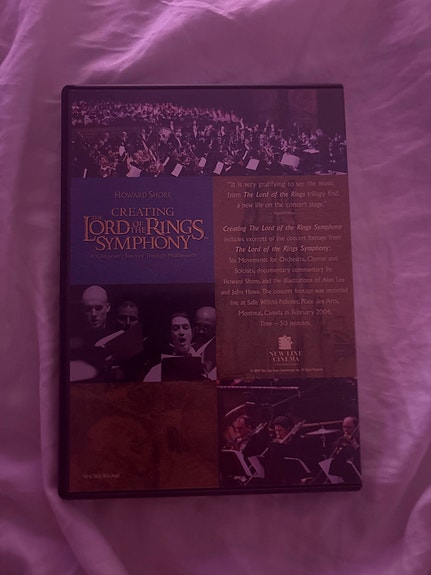 HOWARD SHORE
CREATING
THE LORD OF THE RINGS
SYMPHONY
A Composer's Journey Through Middle-earth
"It is very gratifying to see the music
from The Lord of the Rings trilogy find
a new life on the concert stage."
Creating The Lord of the Rings Symphony
includes excerpts of the concert footage from
The Lord of the Rings Symphony:
Six Movements for Orchestra, Chorus and
Soloists, documentary commentary by
Howard Shore, and the illustrations of Alan Lee
and John Howe. The concert footage was recorded
live at Salle Wilfrid-Pelletier, Place des Arts,
Montreal, Canada in February 2004.
Time – 50 minutes.
NEW LINE CINEMA